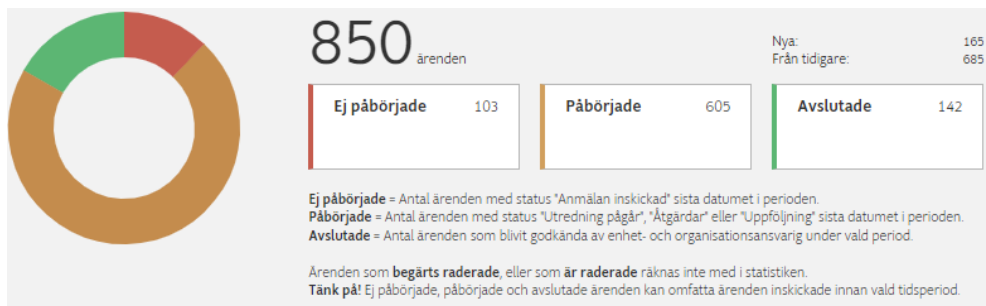 850 ärenden
Nya: 165
Från tidigare: 685
Ej påbörjade 103
Påbörjade 605
Avslutade 142
Ej påbörjade = Antal ärenden med status "Anmälan inskickad" sista datumet i perioden.
Påbörjade = Antal ärenden med status "Utredning pågår", "Åtgärdar" eller "Uppföljning" sista datumet i perioden.
Avslutade = Antal ärenden som blivit godkända av enhet- och organisationsansvarig under vald period.
Ärenden som begärts raderade, eller som är raderade räknas inte med i statistiken.
Tänk på! Ej påbörjade, påbörjade och avslutade ärenden kan omfatta ärenden inskickade innan vald tidsperiod.